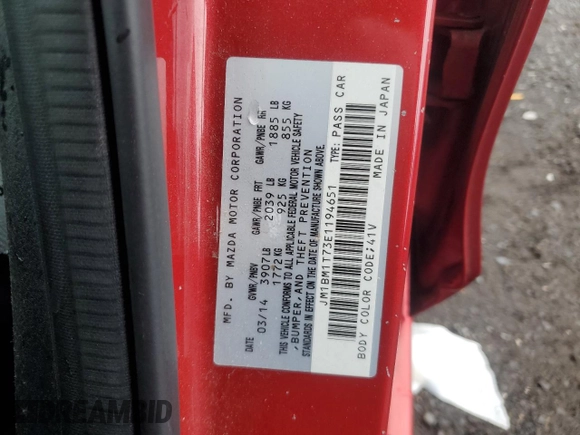 MFD. BY MAZDA MOTOR CORPORATION
DATE GVWR/PNBV GAWR/PNBE FRT GAWR/PNBE RR
03/14 3907LB 2039 LB 1885 LB
1772KG 925 KG 855 KG
THIS VEHICLE CONFORMS TO ALL APPLICABLE FEDERAL MOTOR VEHICLE SAFETY
,BUMPER,AND THEFT PREVENTION
STANDARDS IN EFFECT ON THE DATE OF MANUFACTURE SHOWN ABOVE.
JM1BM1T73E1194651 TYPE: PASS CAR
BODY COLOR CODE;41V MADE IN JAPAN
IDREAMBID